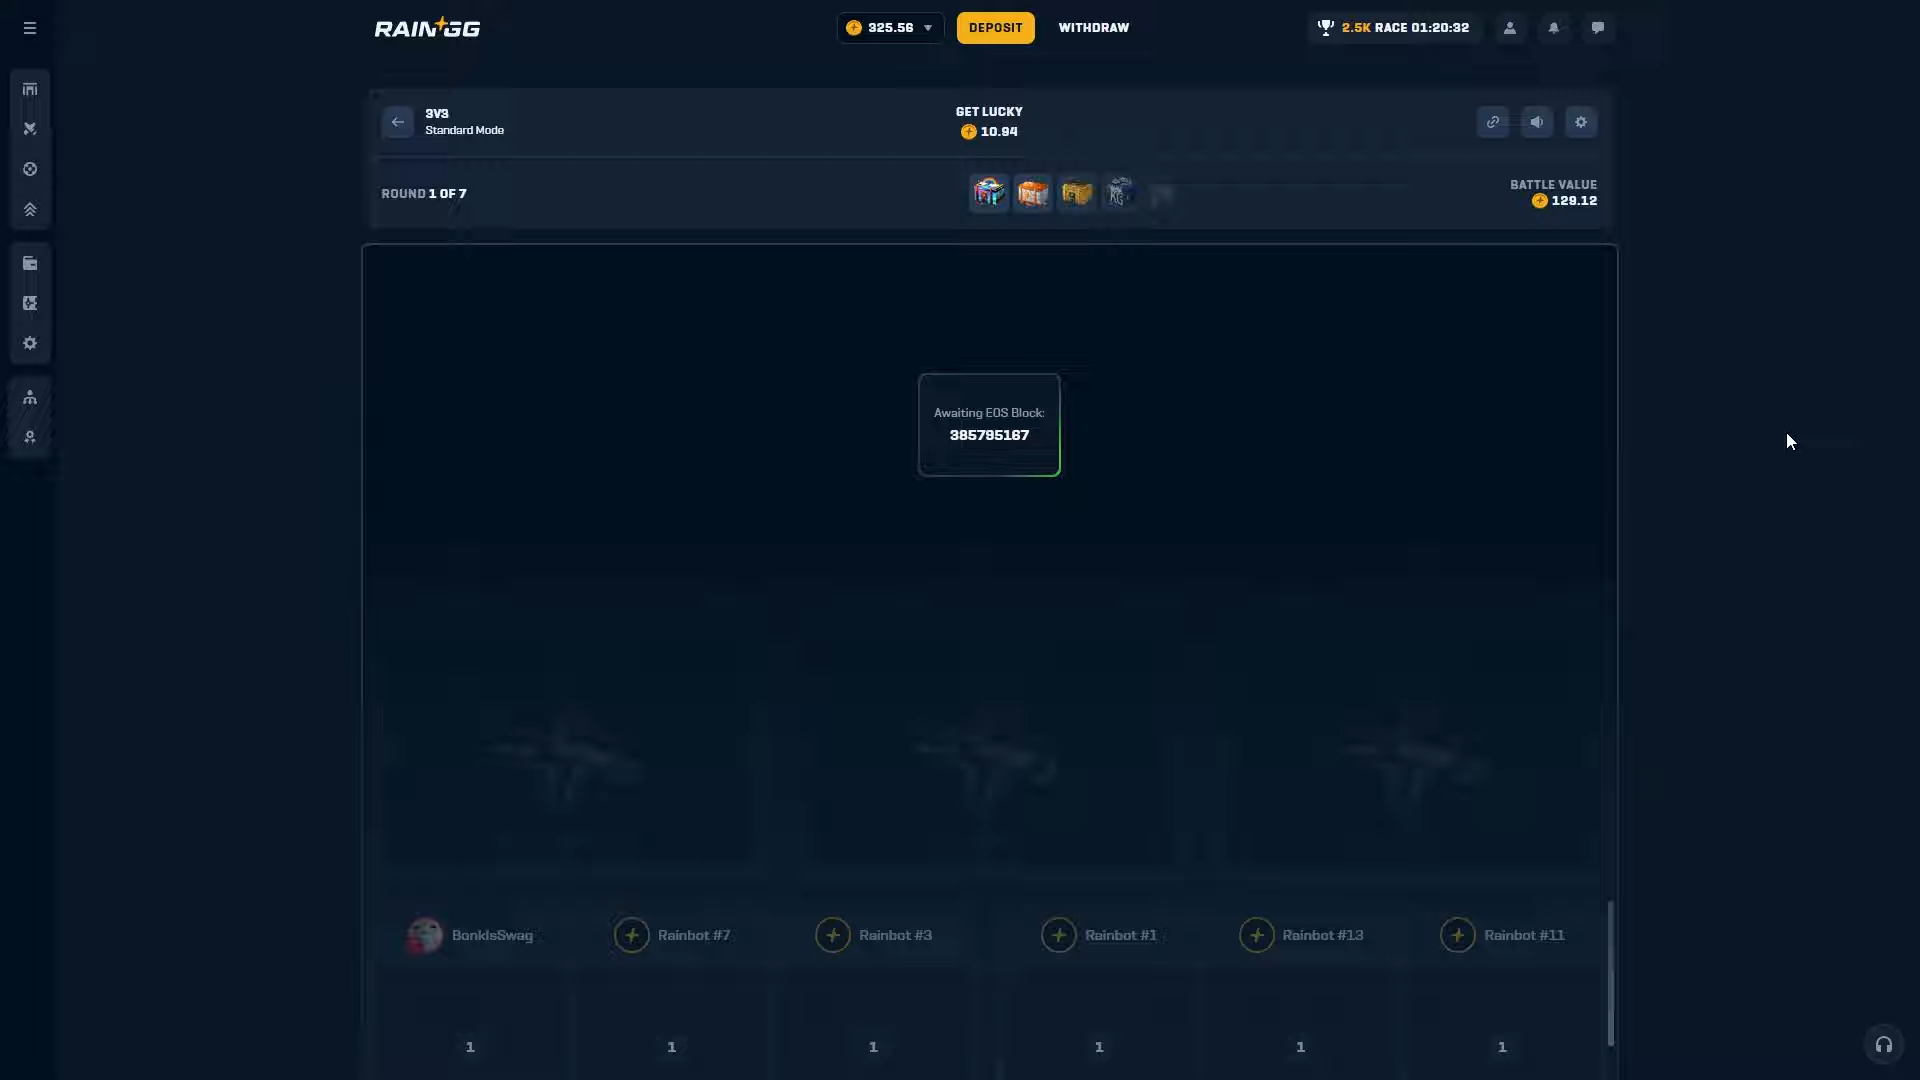 RAIN GG
325.56
DEPOSIT
WITHDRAW
2.5K RACE 01:20:32
3V3
Standard Mode
GET LUCKY
10.94
ROUND 1 OF 7
BATTLE VALUE
129.12
Awaiting EOS Block:
385795167
BonkIsSwag
Rainbot #7
Rainbot #3
Rainbot #1
Rainbot #13
Rainbot #11
1
1
1
1
1
1